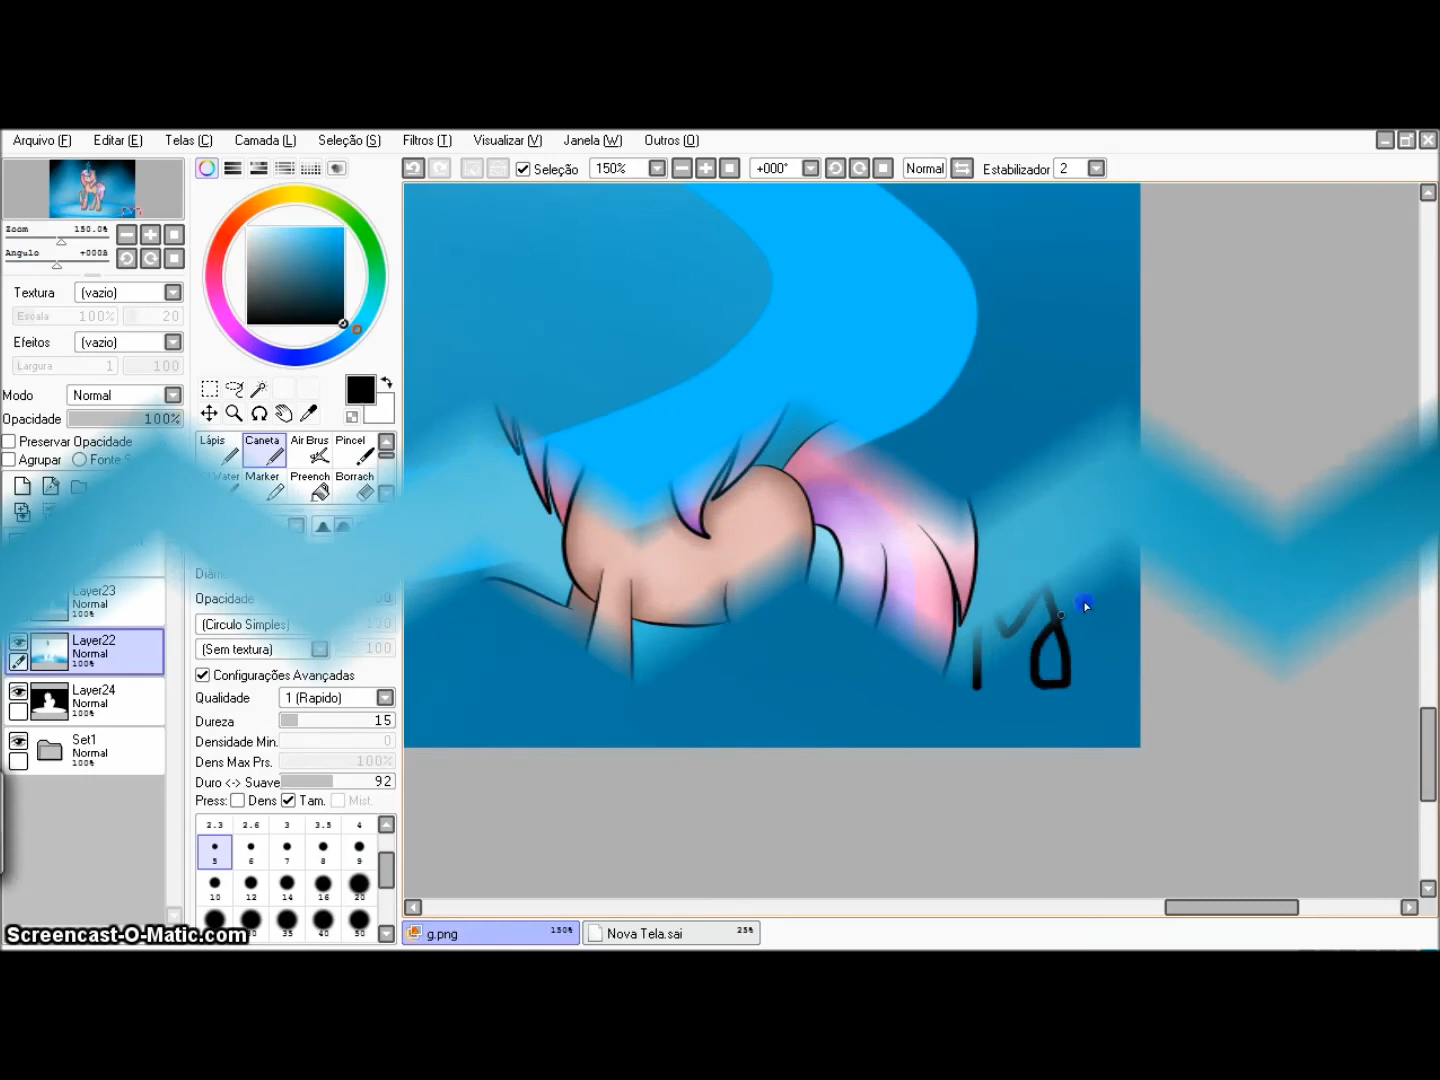 Arquivo (F) Editar (E) Telas (C) Camada (L) Seleção (S) Filtros (T) Visualizar (V) Janela (W) Outros (O)
Seleção 150% +000° Normal Estabilizador 2
Zoom 150.0%
Angulo +000â
Textura (vazio)
Escala 100% 20
Efeitos (vazio)
Largura 1 100
Modo Normal
Opacidade 100%
Preservar Opacidade
Agrupar Fonte
Layer23
Normal
100%
Layer22
Normal
100%
Layer24
Normal
100%
Set1
Normal
100%
Lápis Caneta Air Brus Pincel
Water Marker Preench Borrach
Opacidade
(Circulo Simples)
(Sem textura) 100
Configurações Avançadas
Qualidade 1 (Rapido)
Dureza 15
Densidade Min. 0
Dens Max Prs. 100%
Duro <-> Suave 92
Press: Dens Tam. Mist.
2.3 2.6 3 3.5 4
5 6 7 8 9
10 12 14 16 20
30 35 40 50
g.png 150% Nova Tela.sai 25%
Screencast-O-Matic.com